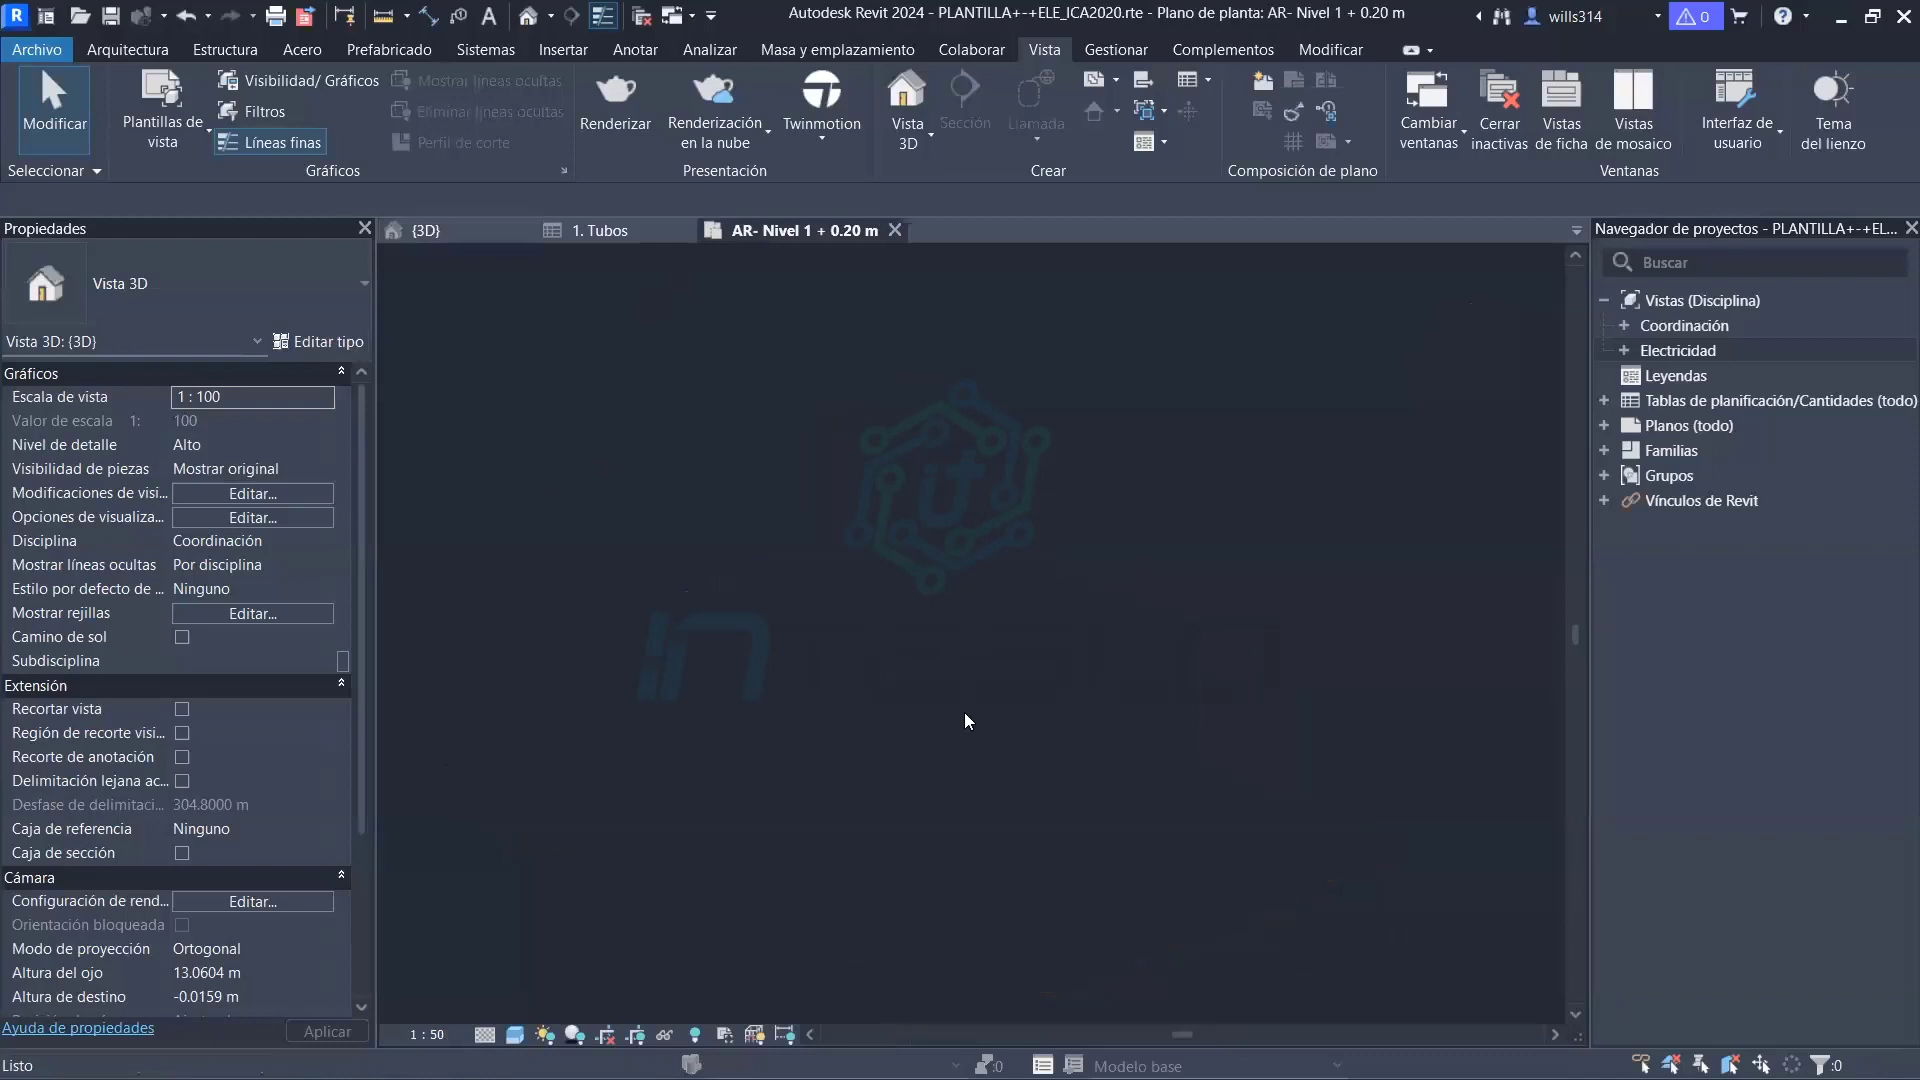 Autodesk Revit 2024 - PLANTILLA+-+ELE_ICA2020.rte - Plano de planta: AR- Nivel 1 + 0.20 m
wills314
0
Archivo Arquitectura Estructura Acero Prefabricado Sistemas Insertar Anotar Analizar Masa y emplazamiento Colaborar Vista Gestionar Complementos Modificar
Modificar
Plantillas de vista
Visibilidad/ Gráficos
Filtros
Líneas finas
Mostrar líneas ocultas
Eliminar líneas ocultas
Perfil de corte
Renderizar
Renderización en la nube
Twinmotion
Vista 3D
Sección
Llamada
Cambiar ventanas
Cerrar inactivas
Vistas de ficha
Vistas de mosaico
Interfaz de usuario
Tema del lienzo
Seleccionar Gráficos Presentación Crear Composición de plano Ventanas
Propiedades
Vista 3D
Vista 3D: {3D} Editar tipo
Gráficos
Escala de vista 1 : 100
Valor de escala 1: 100
Nivel de detalle Alto
Visibilidad de piezas Mostrar original
Modificaciones de visi... Editar...
Opciones de visualiza... Editar...
Disciplina Coordinación
Mostrar líneas ocultas Por disciplina
Estilo por defecto de ... Ninguno
Mostrar rejillas Editar...
Camino de sol
Subdisciplina
Extensión
Recortar vista
Región de recorte visi...
Recorte de anotación
Delimitación lejana ac...
Desfase de delimitaci... 304.8000 m
Caja de referencia Ninguno
Caja de sección
Cámara
Configuración de rend... Editar...
Orientación bloqueada
Modo de proyección Ortogonal
Altura del ojo 13.0604 m
Altura de destino -0.0159 m
Ayuda de propiedades Aplicar
{3D} 1. Tubos AR- Nivel 1 + 0.20 m
1 : 50
Navegador de proyectos - PLANTILLA+-+EL...
Buscar
Vistas (Disciplina)
Coordinación
Electricidad
Leyendas
Tablas de planificación/Cantidades (todo)
Planos (todo)
Familias
Grupos
Vínculos de Revit
Listo :0 Modelo base :0